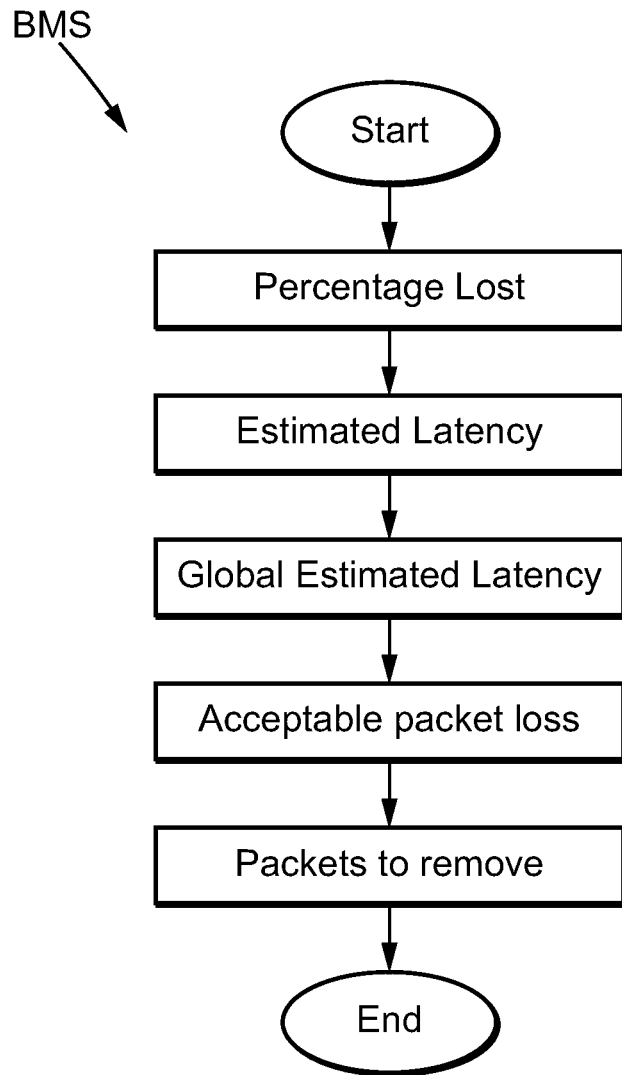 BMS
Start
Percentage Lost
Estimated Latency
Global Estimated Latency
Acceptable packet loss
Packets to remove
End